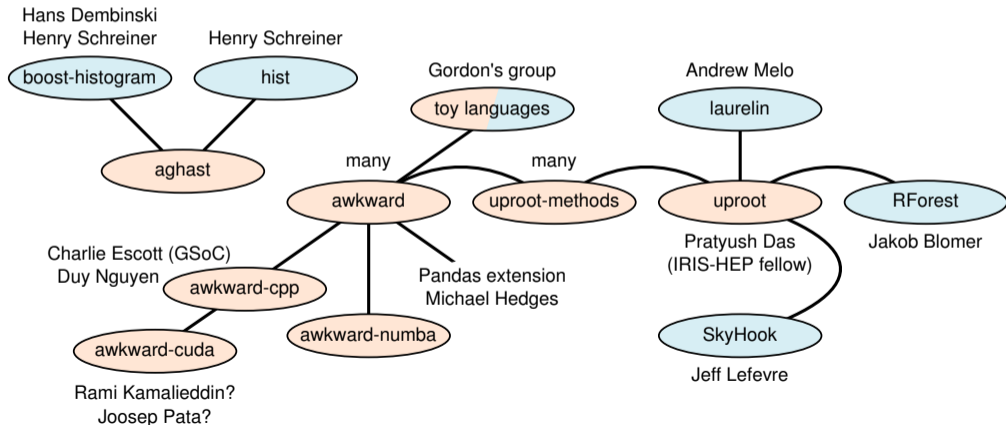 Hans Dembinski
Henry Schreiner
boost-histogram
Henry Schreiner
hist
aghast
Gordon's group
toy languages
Andrew Melo
laurelin
many
awkward
many
uproot-methods
uproot
Pratyush Das
(IRIS-HEP fellow)
RForest
Jakob Blomer
Charlie Escott (GSoC)
Duy Nguyen
awkward-cpp
Pandas extension
Michael Hedges
awkward-numba
awkward-cuda
Rami Kamalieddin?
Joosep Pata?
SkyHook
Jeff Lefevre